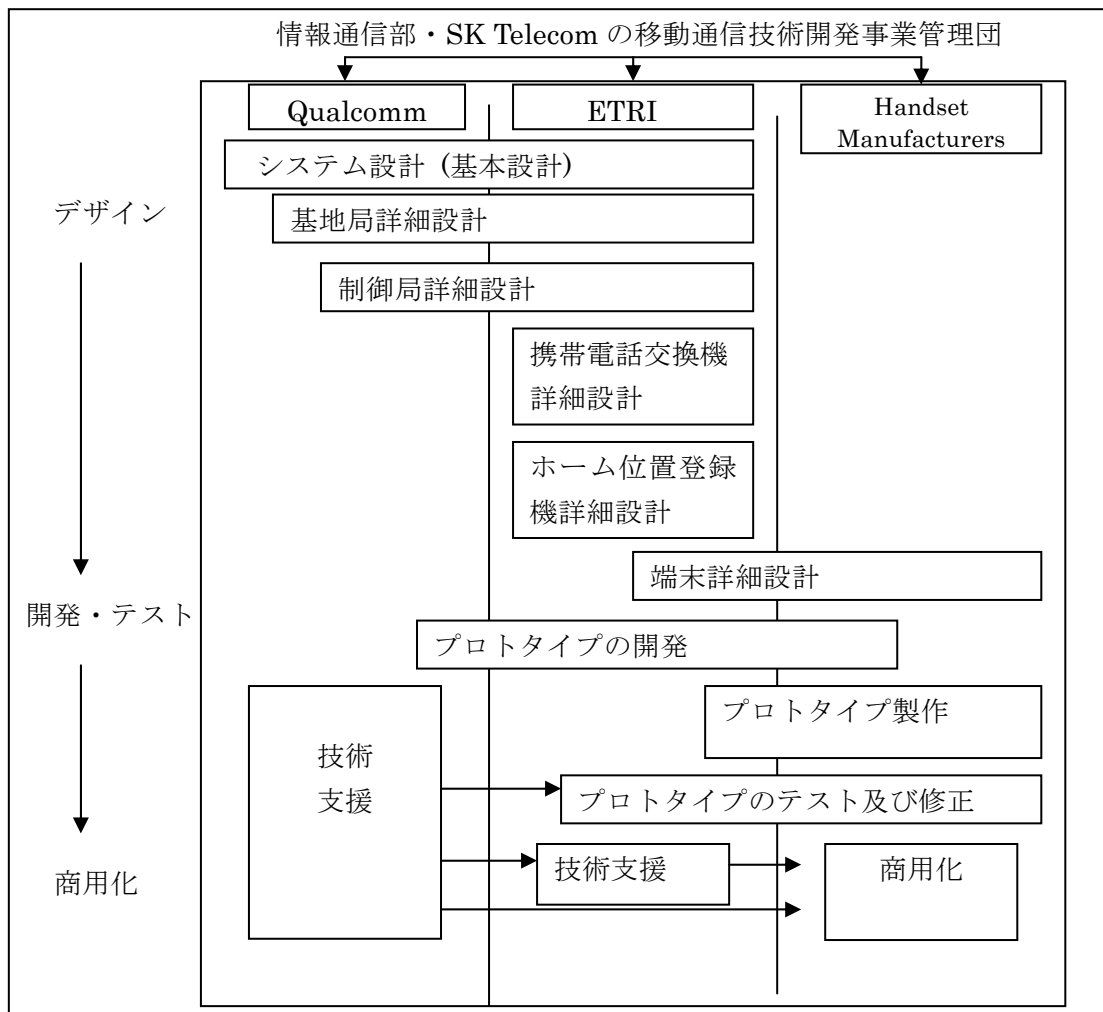 情報通信部・SK Telecom の移動通信技術開発事業管理団
Qualcomm
ETRI
Handset
Manufacturers
システム設計 (基本設計)
デザイン
基地局詳細設計
制御局詳細設計
携帯電話交換機
詳細設計
ホーム位置登録
機詳細設計
端末詳細設計
開発・テスト
プロトタイプの開発
プロトタイプ製作
技術
支援
プロトタイプのテスト及び修正
商用化
技術支援
商用化